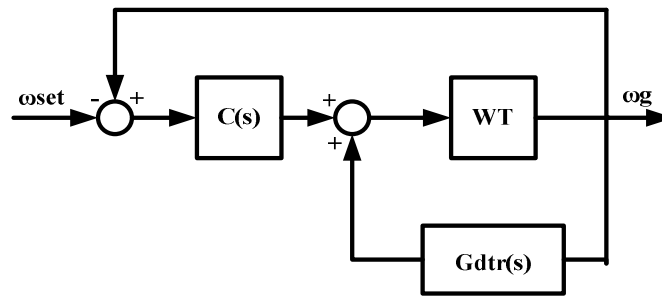 ωset
-
+
C(s)
+
+
WT
ωg
Gdtr(s)